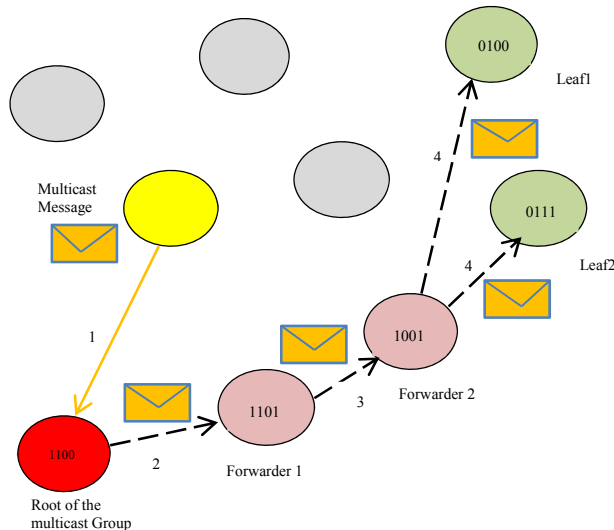 0100
Leaf1
4
Multicast
Message
0111
Leaf2
4
1
1001
Forwarder 2
3
1101
Forwarder 1
2
1100
Root of the
multicast Group